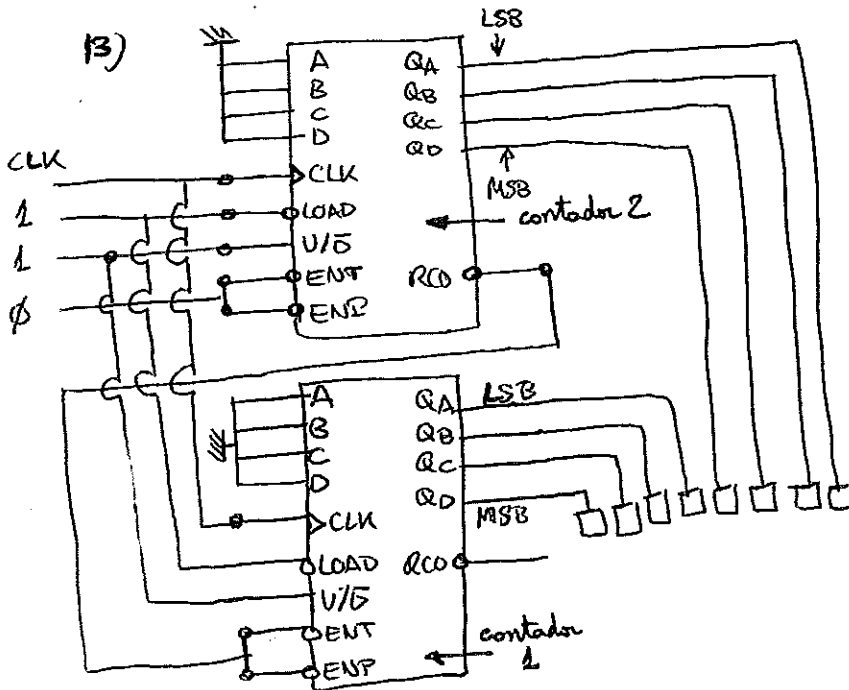 13)
LSB
A QA
B QB
C QC
D QD
MSB
CLK CLK
1 LOAD
contador 2
1 U/D̅
ENT RCO
∅ ENP
A QA LSB
B QB
C QC
D QD
MSB
CLK
LOAD RCO
U/D̅
ENT
contador
1
ENP